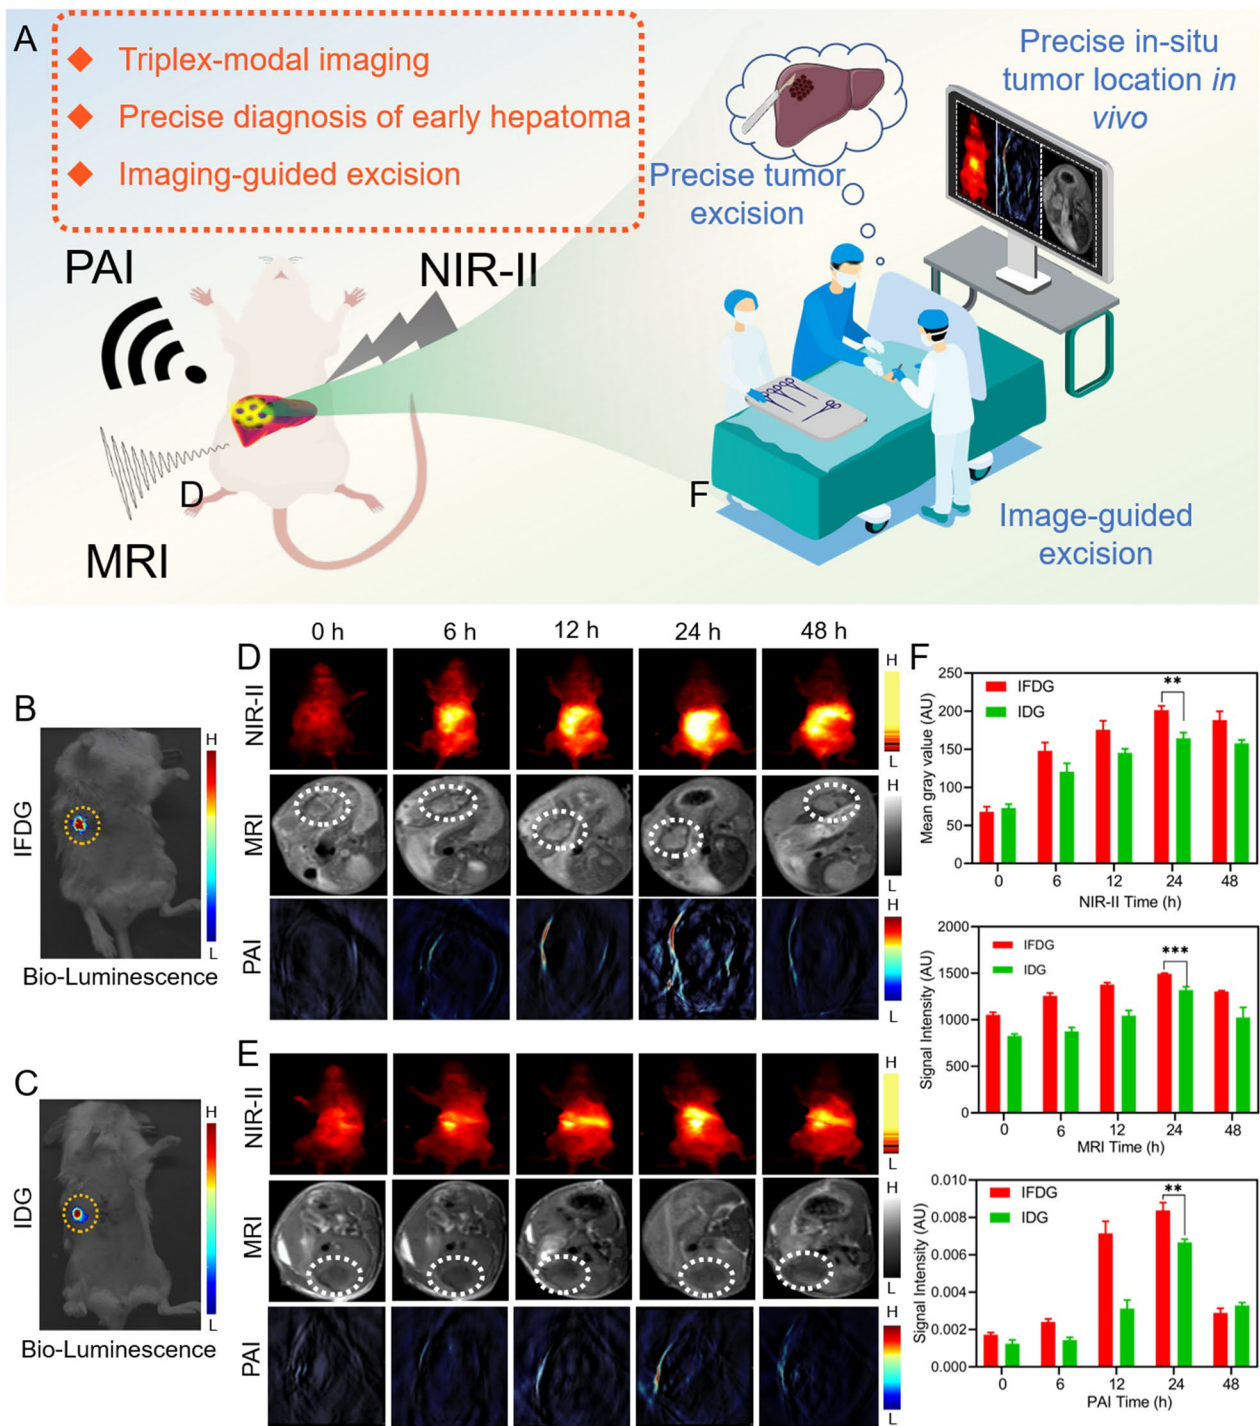 A
Triplex-modal imaging
Precise diagnosis of early hepatoma
Imaging-guided excision
Precise in-situ
tumor location in
vivo
Precise tumor
excision
PAI
NIR-II
D
F
MRI
Image-guided
excision
B
IFDG
H
L
Bio-Luminescence
C
IDG
H
L
Bio-Luminescence
D
0 h
6 h
12 h
24 h
48 h
NIR-II
H
L
MRI
H
L
PAI
H
L
E
NIR-II
H
L
MRI
H
L
PAI
H
L
F
Mean gray value (AU)
250
200
150
100
50
0
IFDG
IDG
**
0
6
12
24
48
NIR-II Time (h)
Signal Intensity (AU)
2000
1500
1000
500
0
IFDG
IDG
***
0
6
12
24
48
MRI Time (h)
Signal Intensity (AU)
0.010
0.008
0.006
0.004
0.002
0.000
IFDG
IDG
**
0
6
12
24
48
PAI Time (h)